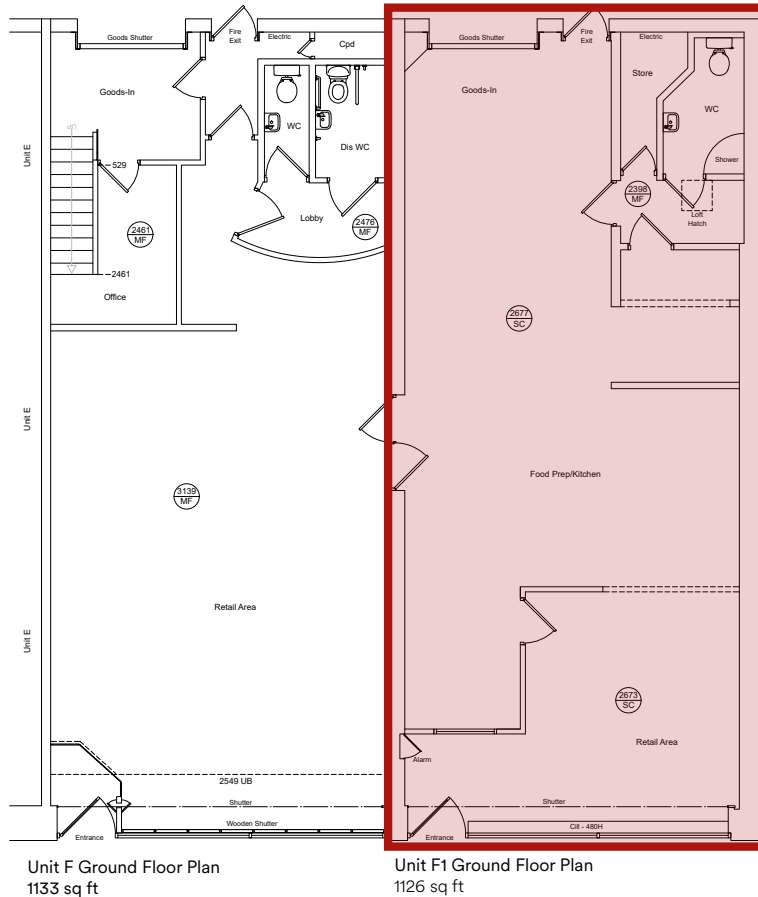 Goods Shutter
Fire
Exit
Electric
Cpd
Goods-In
WC
Dis WC
Unit E
529
Lobby
2461
MF
2476
MF
2461
Office
Unit E
3139
MF
Retail Area
Unit E
2549 UB
Shutter
Wooden Shutter
Entrance
Unit F Ground Floor Plan
1133 sq ft
Goods Shutter
Fire
Exit
Electric
Goods-In
Store
WC
Shower
2398
MF
Loft
Hatch
2677
SC
Food Prep/Kitchen
2673
SC
Retail Area
Alarm
Shutter
Cill - 480H
Entrance
Unit F1 Ground Floor Plan
1126 sq ft